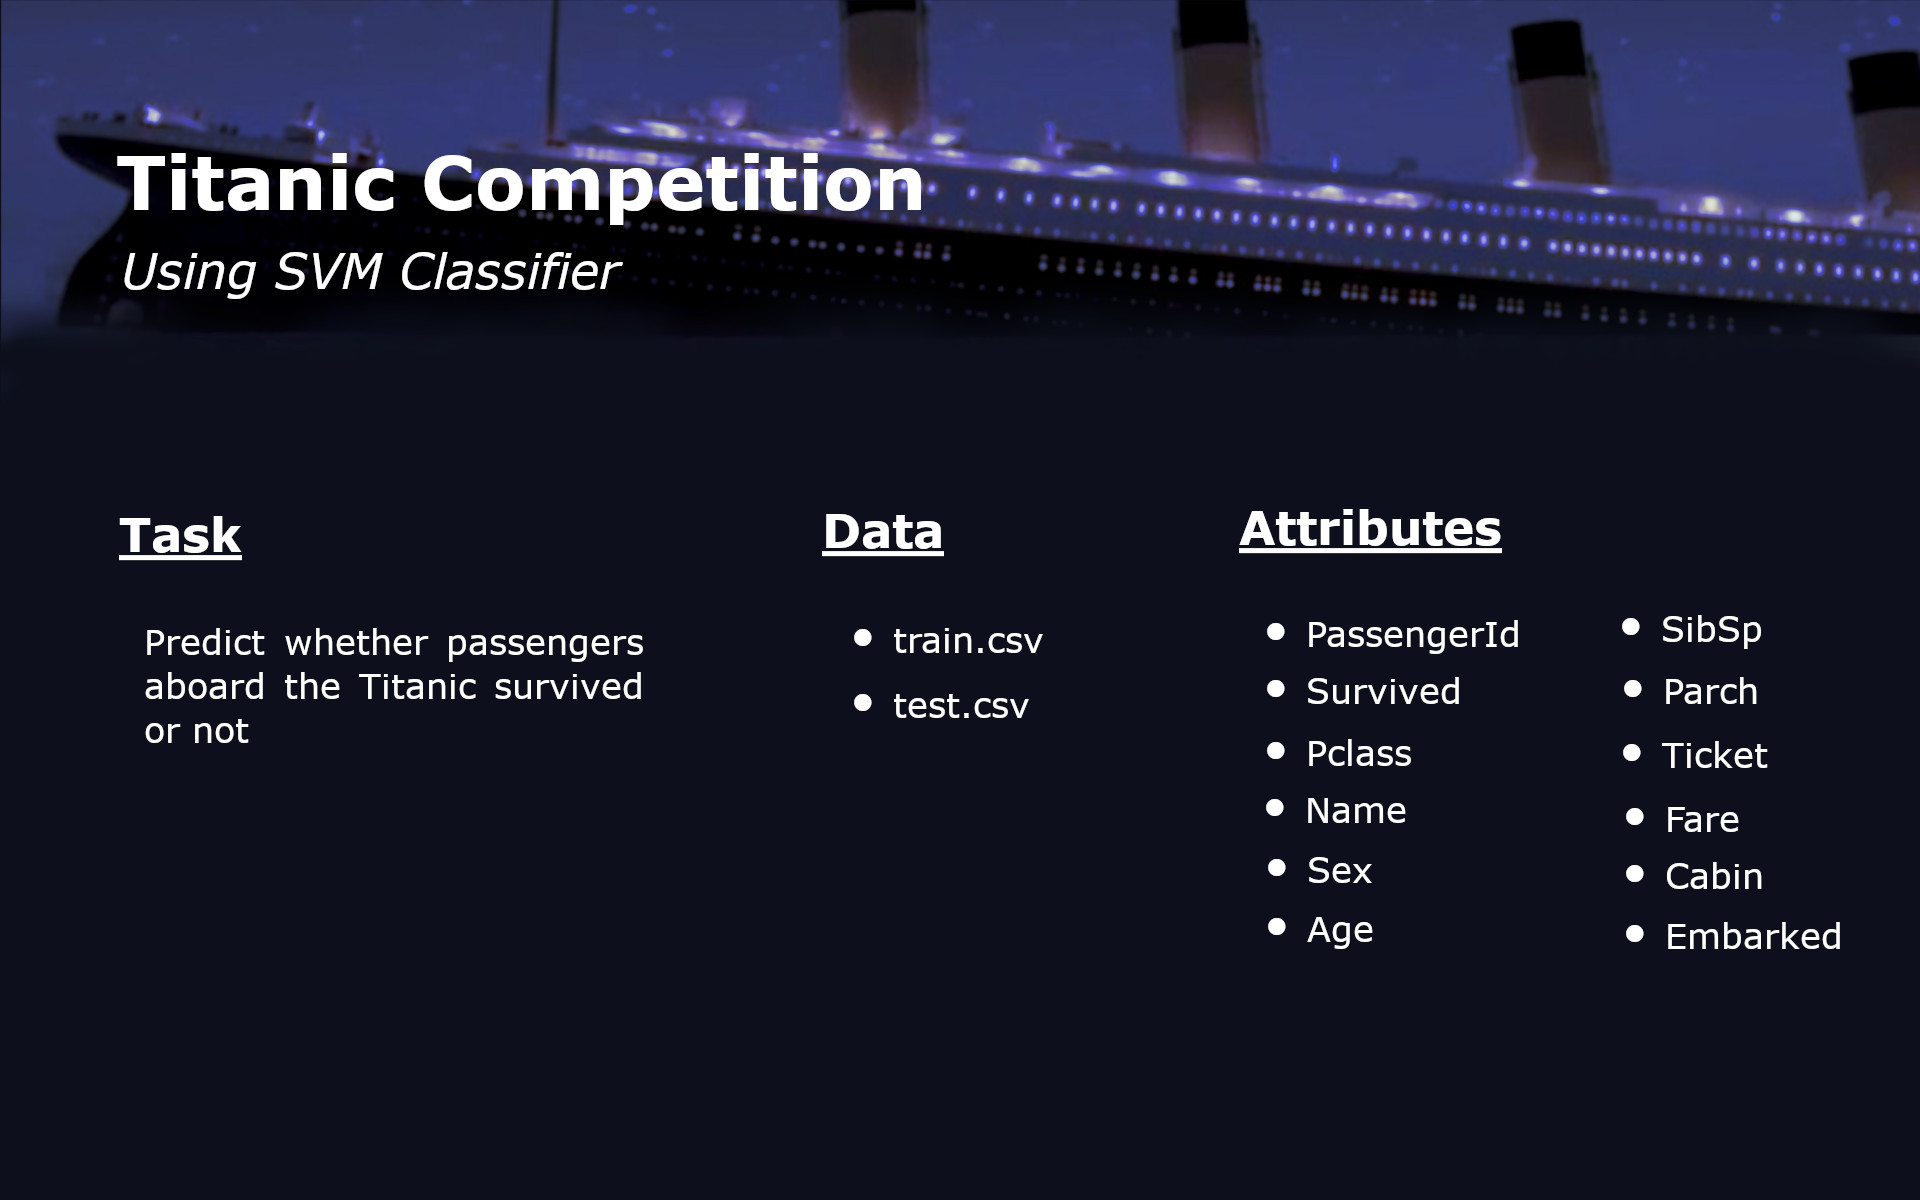 Titanic Competition
Using SVM Classifier
Task
Predict whether passengers
aboard the Titanic survived
or not
Data
train.csv
test.csv
Attributes
PassengerId
Survived
Pclass
Name
Sex
Age
SibSp
Parch
Ticket
Fare
Cabin
Embarked